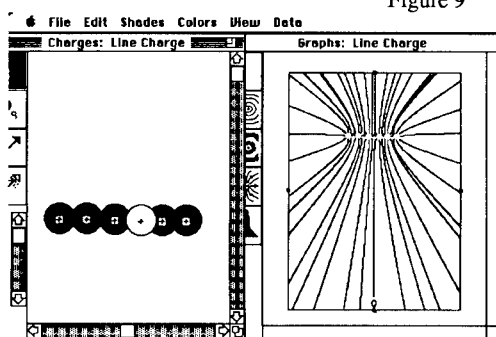 Figure 9
File Edit Shades Colors View Data
Charges: Line Charge
Graphs: Line Charge